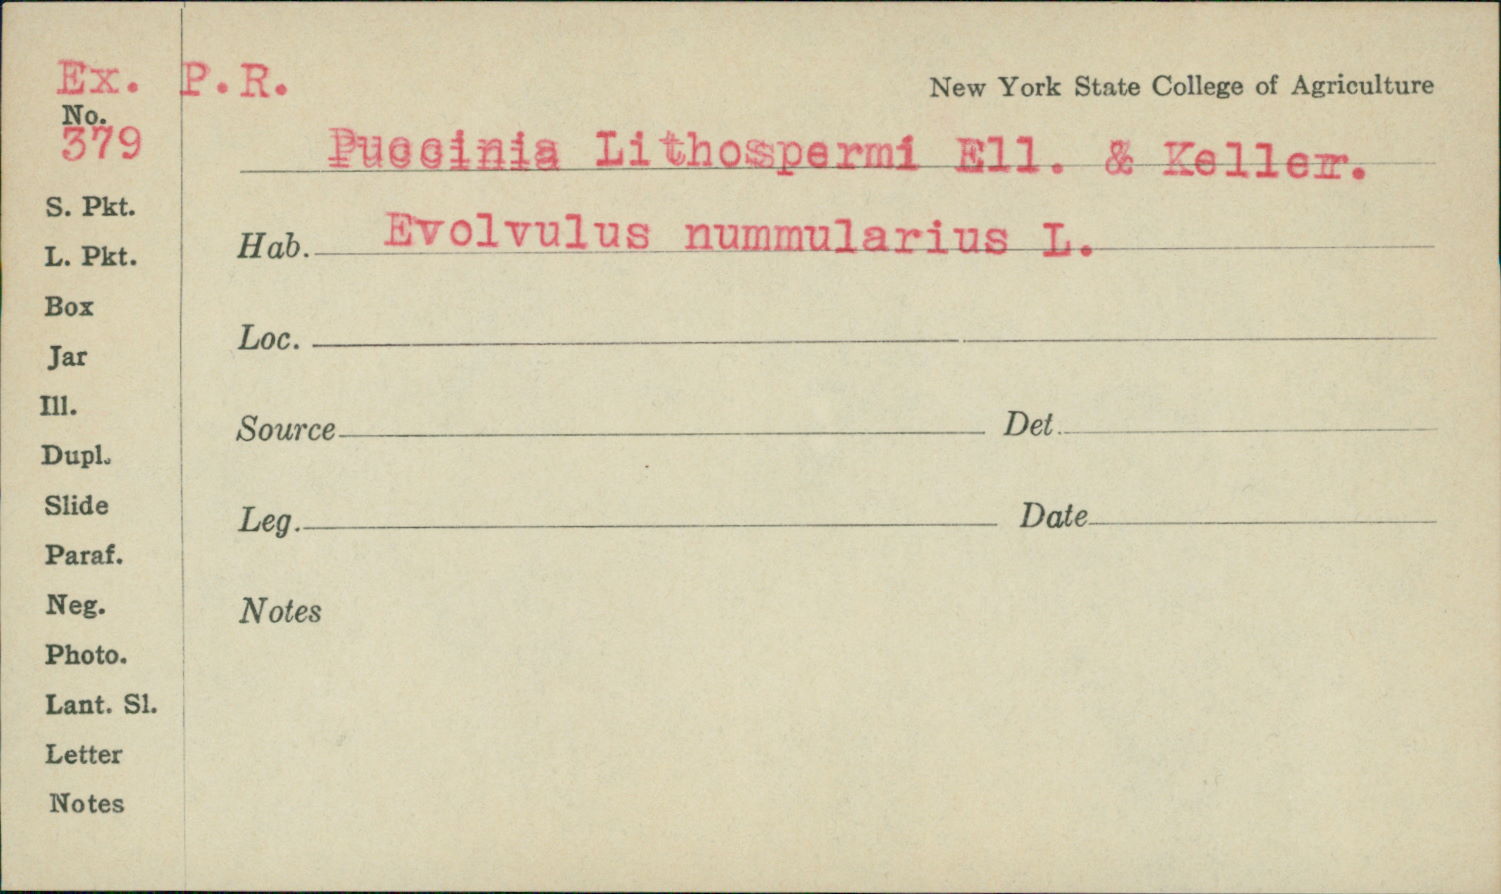 Ex. P.R.
New York State College of Agriculture
No.
379
Puccinia Lithospermi Ell. & Keller.
S. Pkt.
Hab. Evolvulus nummularius L.
L. Pkt.
Box
Loc.
Jar
Ill.
Source Det.
Dupl.
Slide
Leg. Date
Paraf.
Neg.
Notes
Photo.
Lant. Sl.
Letter
Notes